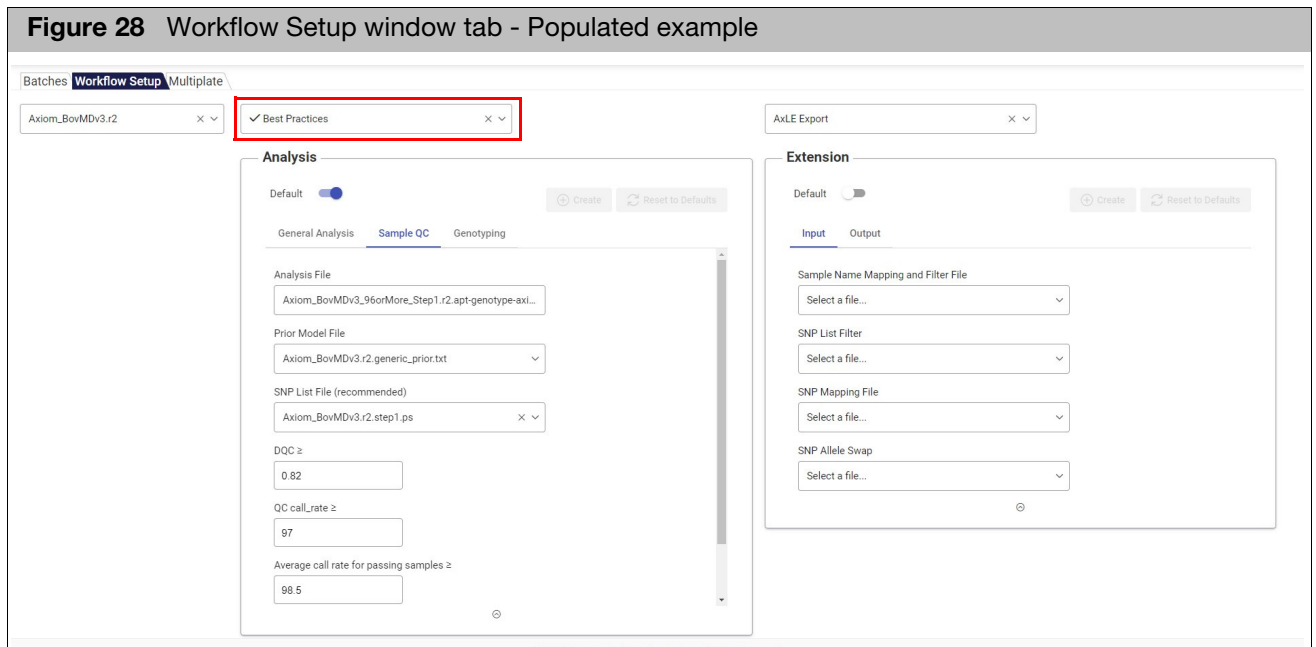 Figure 28 Workflow Setup window tab - Populated example
Batches Workflow Setup Multiplate
Axiom_BovMDv3.r2
Best Practices
AxLE Export
Analysis
Default
Create
Reset to Defaults
General Analysis Sample QC Genotyping
Analysis File
Axiom_BovMDv3_96orMore_Step1.r2.apt-genotype-axi...
Prior Model File
Axiom_BovMDv3.r2.generic_prior.txt
SNP List File (recommended)
Axiom_BovMDv3.r2.step1.ps
DQC ≥
0.82
QC call_rate ≥
97
Average call rate for passing samples ≥
98.5
Extension
Default
Create
Reset to Defaults
Input Output
Sample Name Mapping and Filter File
Select a file...
SNP List Filter
Select a file...
SNP Mapping File
Select a file...
SNP Allele Swap
Select a file...